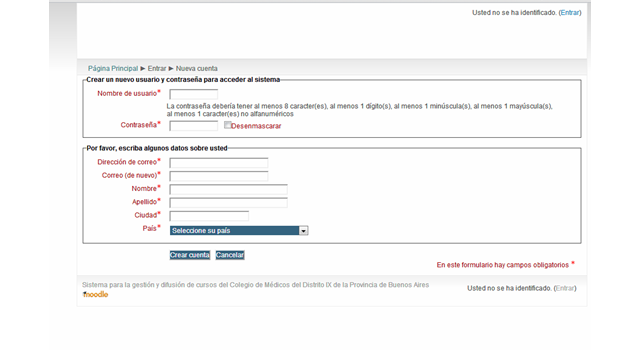 Usted no se ha identificado. (Entrar)
Página Principal ► Entrar ► Nueva cuenta
Crear un nuevo usuario y contraseña para acceder al sistema
Nombre de usuario*
La contraseña debería tener al menos 8 caracter(es), al menos 1 dígito(s), al menos 1 minúscula(s), al menos 1 mayúscula(s),
al menos 1 caracter(es) no alfanuméricos
Contraseña* Desenmascarar
Por favor, escriba algunos datos sobre usted
Dirección de correo*
Correo (de nuevo)*
Nombre*
Apellido*
Ciudad*
País* Seleccione su país
Crear cuenta Cancelar
En este formulario hay campos obligatorios *
Sistema para la gestión y difusión de cursos del Colegio de Médicos del Distrito IX de la Provincia de Buenos Aires
Usted no se ha identificado. (Entrar)
moodle